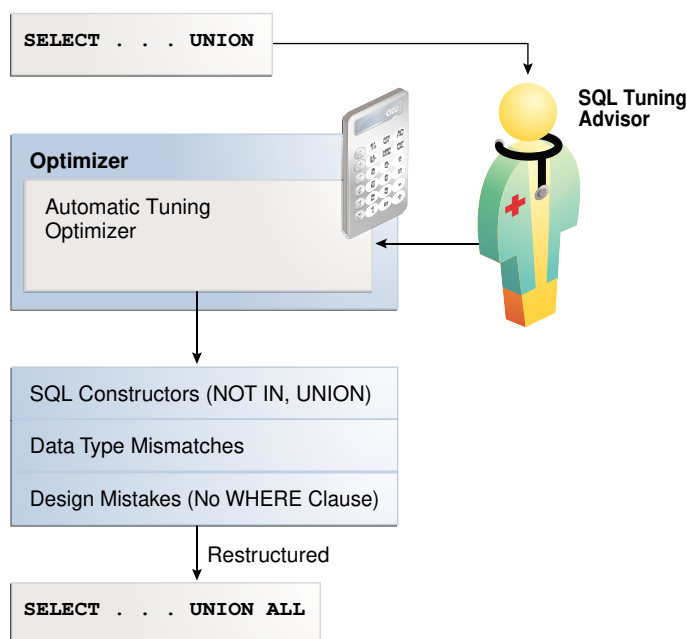 SELECT . . . UNION
SQL Tuning
Advisor
Optimizer
Automatic Tuning
Optimizer
SQL Constructors (NOT IN, UNION)
Data Type Mismatches
Design Mistakes (No WHERE Clause)
Restructured
SELECT . . . UNION ALL